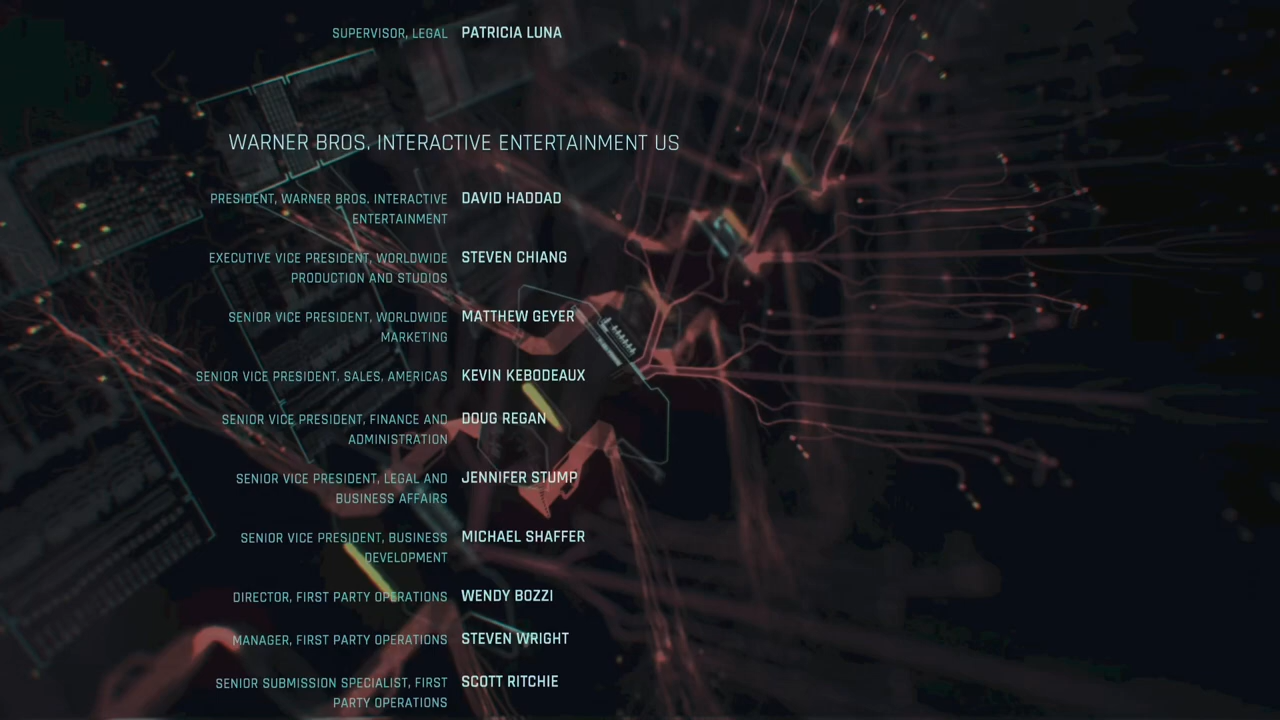 SUPERVISOR, LEGAL PATRICIA LUNA
WARNER BROS. INTERACTIVE ENTERTAINMENT US
PRESIDENT, WARNER BROS. INTERACTIVE DAVID HADDAD
ENTERTAINMENT
EXECUTIVE VICE PRESIDENT, WORLDWIDE STEVEN CHIANG
PRODUCTION AND STUDIOS
SENIOR VICE PRESIDENT, WORLDWIDE MATTHEW GEYER
MARKETING
SENIOR VICE PRESIDENT, SALES, AMERICAS KEVIN KEBODEAUX
SENIOR VICE PRESIDENT, FINANCE AND DOUG REGAN
ADMINISTRATION
SENIOR VICE PRESIDENT, LEGAL AND JENNIFER STUMP
BUSINESS AFFAIRS
SENIOR VICE PRESIDENT, BUSINESS MICHAEL SHAFFER
DEVELOPMENT
DIRECTOR, FIRST PARTY OPERATIONS WENDY BOZZI
MANAGER, FIRST PARTY OPERATIONS STEVEN WRIGHT
SENIOR SUBMISSION SPECIALIST, FIRST SCOTT RITCHIE
PARTY OPERATIONS